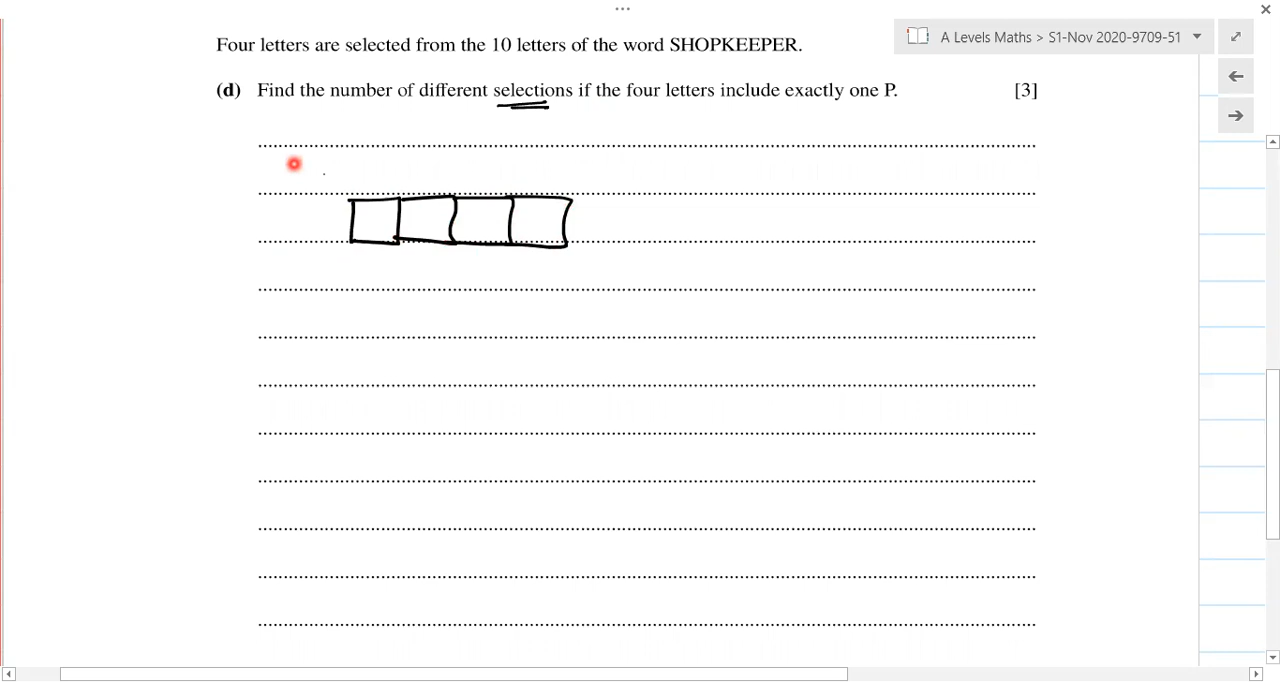 Four letters are selected from the 10 letters of the word SHOPKEEPER.
A Levels Maths > S1-Nov 2020-9709-51
(d) Find the number of different selections if the four letters include exactly one P. [3]